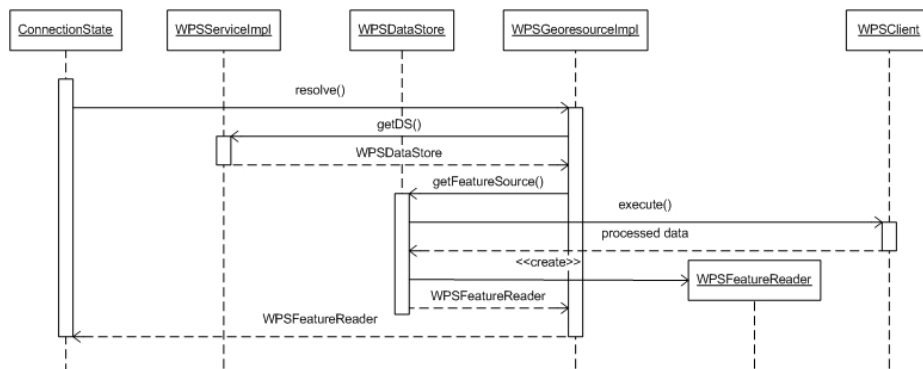 ConnectionState
WPSServiceImpl
WPSDataStore
WPSGeoresourceImpl
WPSClient
resolve()
getDS()
WPSDataStore
getFeatureSource()
execute()
processed data
<<create>>
WPSFeatureReader
WPSFeatureReader
WPSFeatureReader